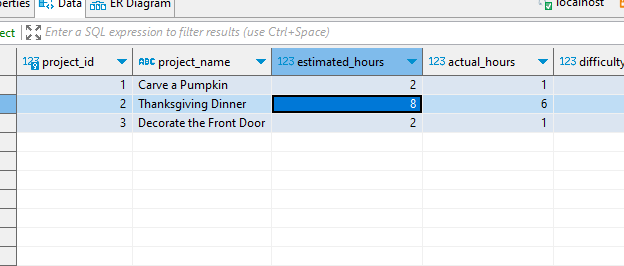 Data ER Diagram localhost
Enter a SQL expression to filter results (use Ctrl+Space)
123 project_id ABC project_name 123 estimated_hours 123 actual_hours 123 difficulty
1 Carve a Pumpkin 2 1
2 Thanksgiving Dinner 8 6
3 Decorate the Front Door 2 1